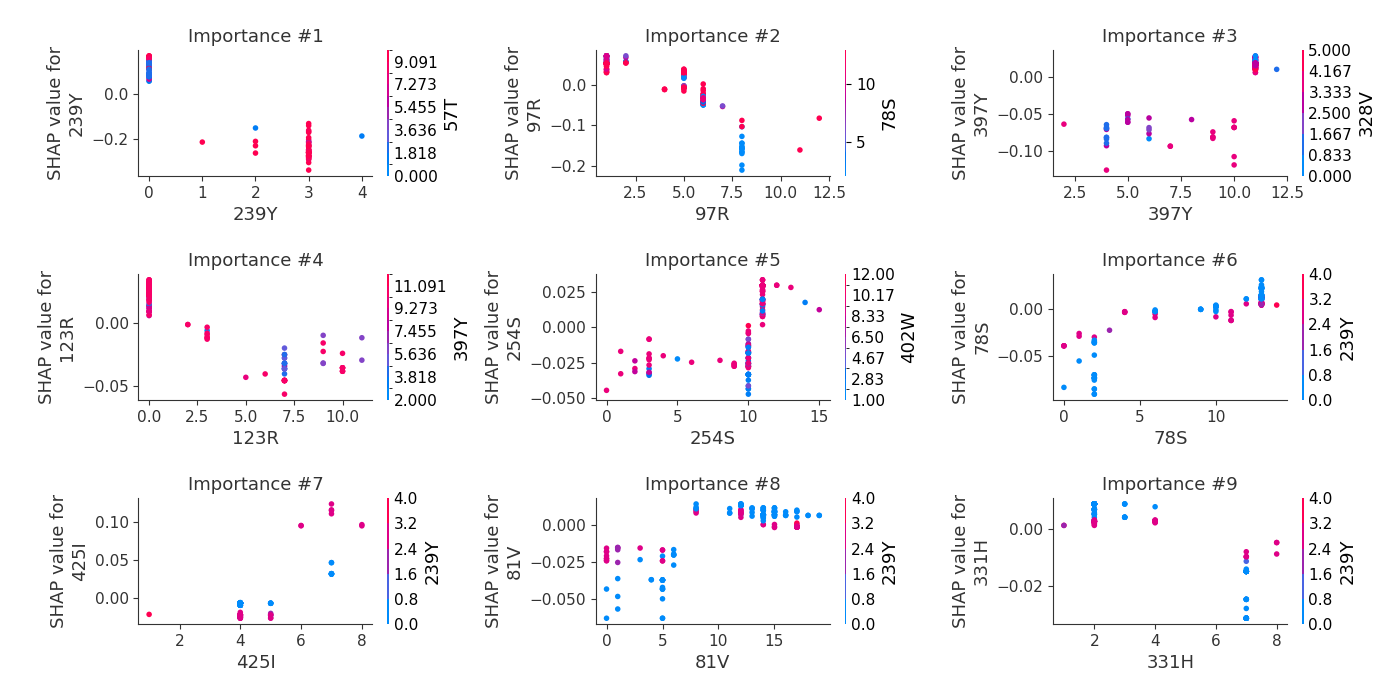 Importance #1
SHAP value for
239Y
0.0
−0.2
0
1
2
3
4
239Y
9.091
7.273
5.455
3.636
1.818
0.000
57T
Importance #2
SHAP value for
97R
0.0
−0.1
−0.2
2.5
5.0
7.5
10.0
12.5
97R
10
5
78S
Importance #3
SHAP value for
397Y
0.00
−0.05
−0.10
2.5
5.0
7.5
10.0
12.5
397Y
5.000
4.167
3.333
2.500
1.667
0.833
0.000
328V
Importance #4
SHAP value for
123R
0.00
−0.05
0.0
2.5
5.0
7.5
10.0
123R
11.091
9.273
7.455
5.636
3.818
2.000
397Y
Importance #5
SHAP value for
254S
0.025
0.000
−0.025
−0.050
0
5
10
15
254S
12.00
10.17
8.33
6.50
4.67
2.83
1.00
402W
Importance #6
SHAP value for
78S
0.00
−0.05
0
5
10
78S
4.0
3.2
2.4
1.6
0.8
0.0
239Y
Importance #7
SHAP value for
425I
0.10
0.05
0.00
2
4
6
8
425I
4.0
3.2
2.4
1.6
0.8
0.0
239Y
Importance #8
SHAP value for
81V
0.000
−0.025
−0.050
0
5
10
15
81V
4.0
3.2
2.4
1.6
0.8
0.0
239Y
Importance #9
SHAP value for
331H
0.00
−0.02
2
4
6
8
331H
4.0
3.2
2.4
1.6
0.8
0.0
239Y